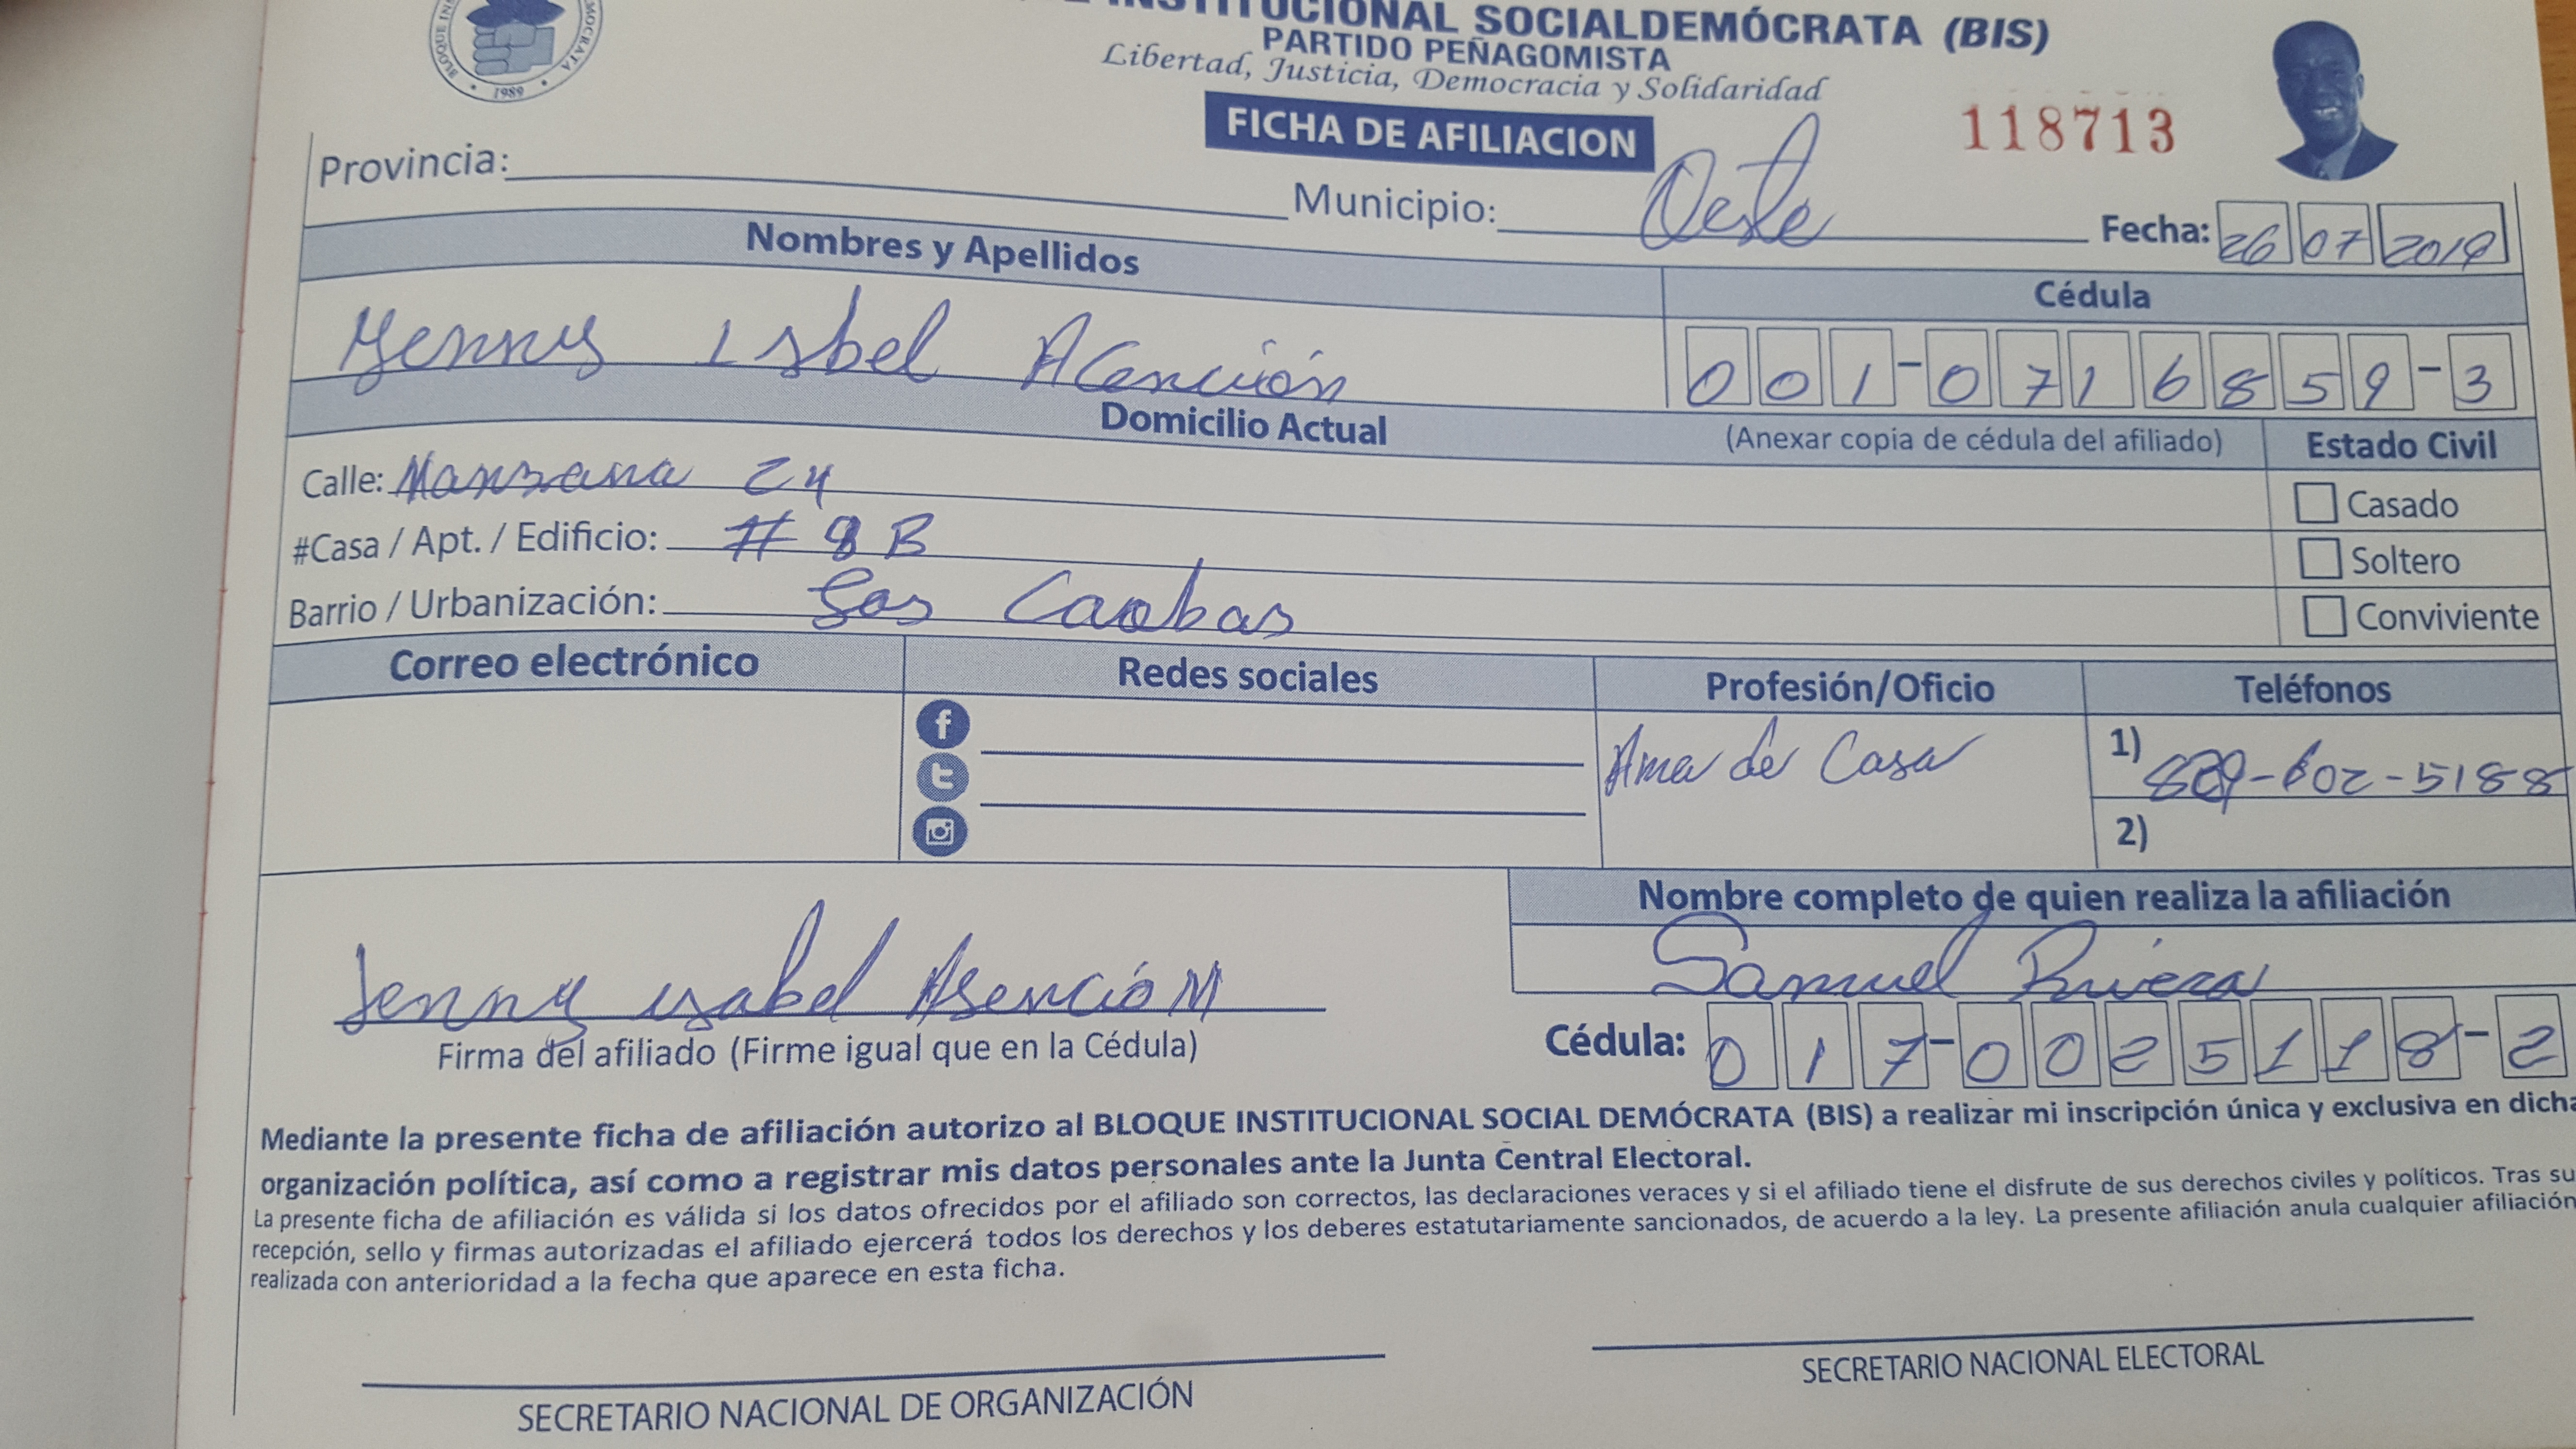 INSTITUCIONAL SOCIALDEMÓCRATA (BIS)
PARTIDO PEÑAGOMISTA
Libertad, Justicia, Democracia y Solidaridad
1989
FICHA DE AFILIACION
118713
Provincia:
Municipio: Oeste
Fecha: 26 07 2019
Nombres y Apellidos
Cédula
Yenny Isbel Acención
001-0716859-3
Domicilio Actual
(Anexar copia de cédula del afiliado)
Estado Civil
Calle: Manzana 24
Casado
#Casa / Apt. / Edificio: # 8 B
Soltero
Barrio / Urbanización: Las Caobas
Conviviente
Correo electrónico
Redes sociales
Profesión/Oficio
Teléfonos
Ama de Casa
1) 829-602-5188
2)
Nombre completo de quien realiza la afiliación
Samuel Rivera
Jenny isabel Asención
Firma del afiliado (Firme igual que en la Cédula)
Cédula: 017-0025118-2
Mediante la presente ficha de afiliación autorizo al BLOQUE INSTITUCIONAL SOCIAL DEMÓCRATA (BIS) a realizar mi inscripción única y exclusiva en dicha
organización política, así como a registrar mis datos personales ante la Junta Central Electoral.
La presente ficha de afiliación es válida si los datos ofrecidos por el afiliado son correctos, las declaraciones veraces y si el afiliado tiene el disfrute de sus derechos civiles y políticos. Tras su
recepción, sello y firmas autorizadas el afiliado ejercerá todos los derechos y los deberes estatutariamente sancionados, de acuerdo a la ley. La presente afiliación anula cualquier afiliación
realizada con anterioridad a la fecha que aparece en esta ficha.
SECRETARIO NACIONAL DE ORGANIZACIÓN
SECRETARIO NACIONAL ELECTORAL